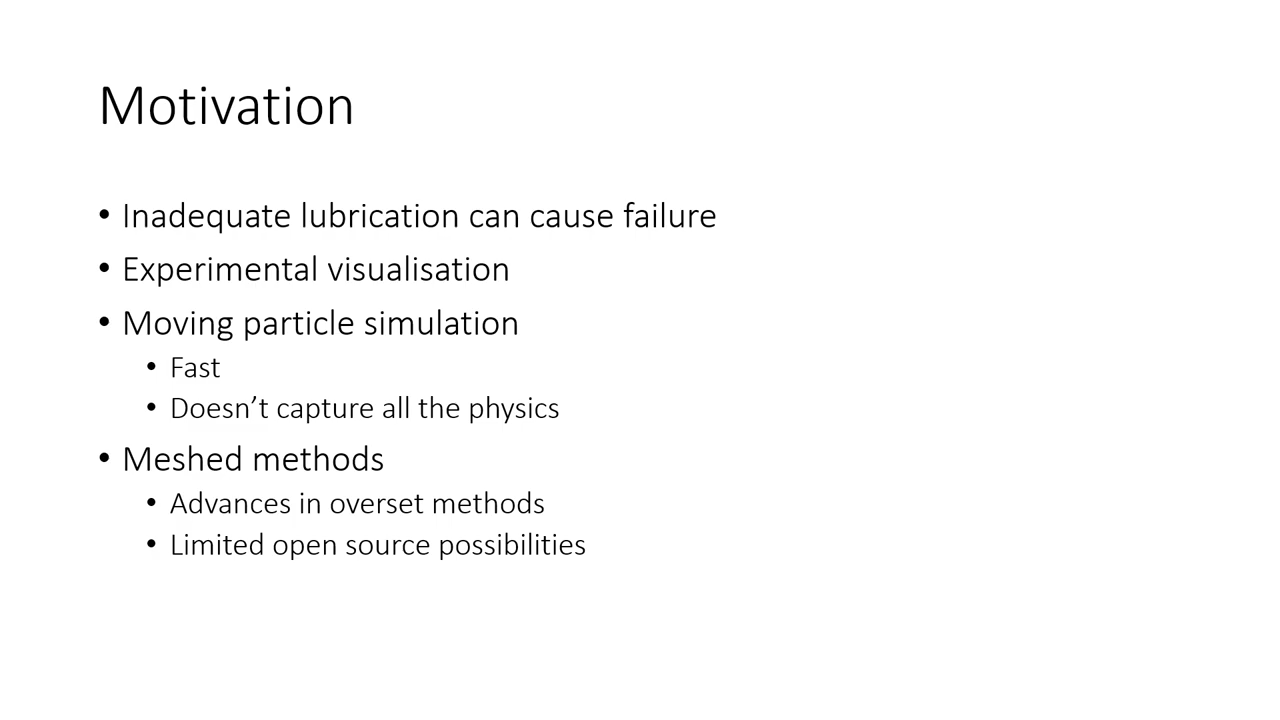 Motivation
• Inadequate lubrication can cause failure
• Experimental visualisation
• Moving particle simulation
• Fast
• Doesn’t capture all the physics
• Meshed methods
• Advances in overset methods
• Limited open source possibilities